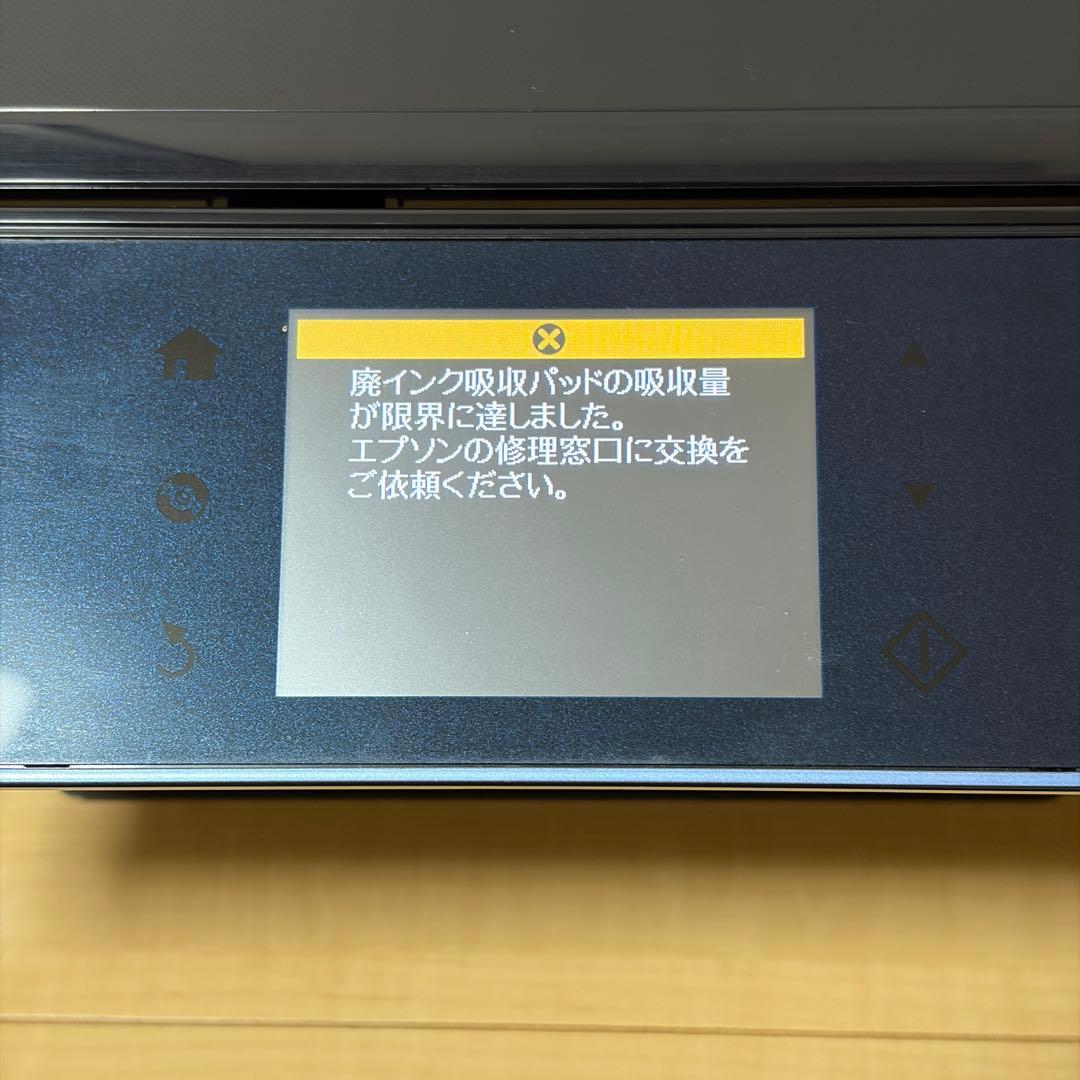 廃インク吸収パッドの吸収量
が限界に達しました。
エプソンの修理窓口に交換を
ご依頼ください。